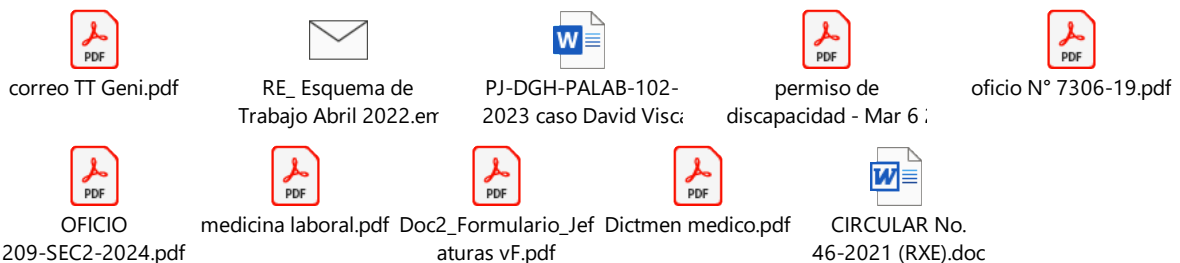 PDF PDF PDF
correo TT Geni.pdf
RE_ Esquema de
Trabajo Abril 2022.em
W
PJ-DGH-PALAB-102-
2023 caso David Visca
permiso de
discapacidad - Mar 6
oficio N° 7306-19.pdf
PDF PDF PDF PDF
OFICIO
209-SEC2-2024.pdf
medicina laboral.pdf
Doc2_Formulario_Jef
aturas vF.pdf
Dictmen medico.pdf
W
CIRCULAR No.
46-2021 (RXE).doc